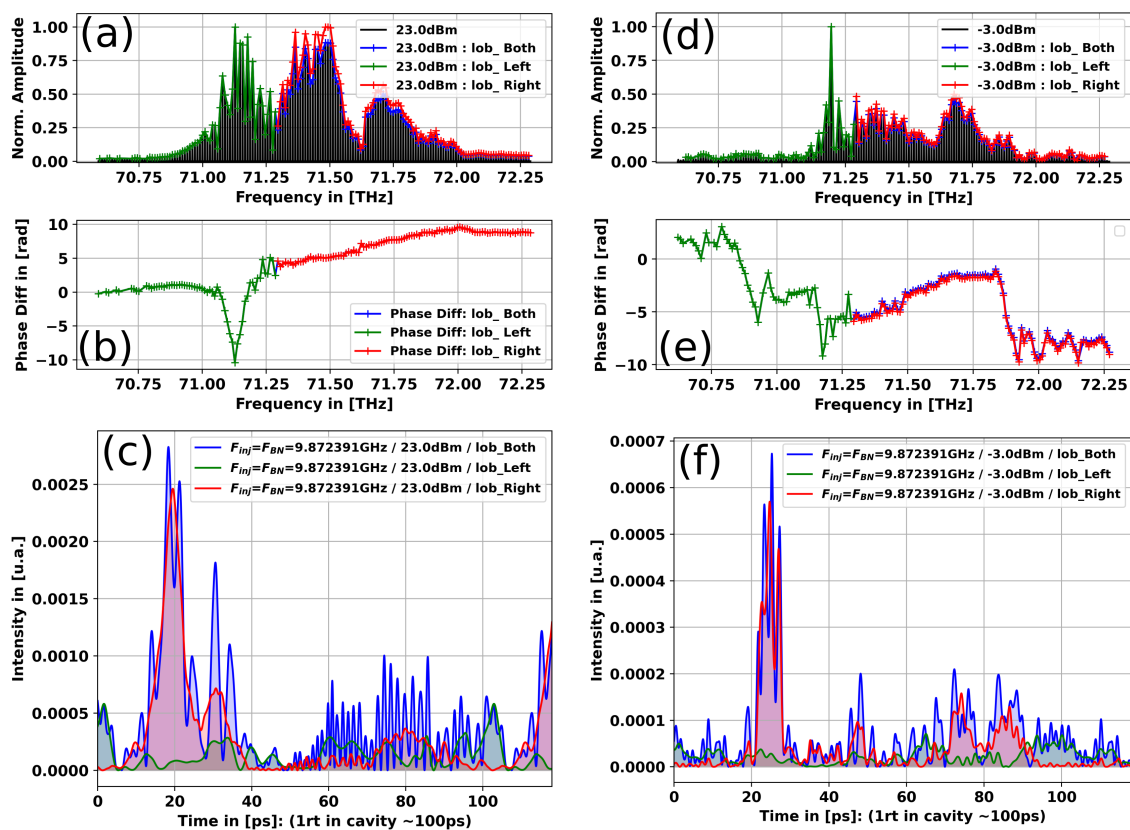 (a)
23.0dBm
23.0dBm : lob_ Both
23.0dBm : lob_ Left
23.0dBm : lob_ Right
Norm. Amplitude
1.00
0.75
0.50
0.25
0.00
70.75 71.00 71.25 71.50 71.75 72.00 72.25
Frequency in [THz]
(d)
-3.0dBm
-3.0dBm : lob_ Both
-3.0dBm : lob_ Left
-3.0dBm : lob_ Right
Norm. Amplitude
1.00
0.75
0.50
0.25
0.00
70.75 71.00 71.25 71.50 71.75 72.00 72.25
Frequency in [THz]
(b)
Phase Diff: lob_ Both
Phase Diff: lob_ Left
Phase Diff: lob_ Right
Phase Diff in [rad]
10
5
0
−5
−10
70.75 71.00 71.25 71.50 71.75 72.00 72.25
Frequency in [THz]
(e)
Phase Diff in [rad]
0
−5
−10
70.75 71.00 71.25 71.50 71.75 72.00 72.25
Frequency in [THz]
(c)
F_inj=F_BN=9.872391GHz / 23.0dBm / lob_Both
F_inj=F_BN=9.872391GHz / 23.0dBm / lob_Left
F_inj=F_BN=9.872391GHz / 23.0dBm / lob_Right
Intensity in [u.a.]
0.0025
0.0020
0.0015
0.0010
0.0005
0.0000
0 20 40 60 80 100
Time in [ps]: (1rt in cavity ~100ps)
(f)
F_inj=F_BN=9.872391GHz / -3.0dBm / lob_Both
F_inj=F_BN=9.872391GHz / -3.0dBm / lob_Left
F_inj=F_BN=9.872391GHz / -3.0dBm / lob_Right
Intensity in [u.a.]
0.0007
0.0006
0.0005
0.0004
0.0003
0.0002
0.0001
0.0000
0 20 40 60 80 100
Time in [ps]: (1rt in cavity ~100ps)